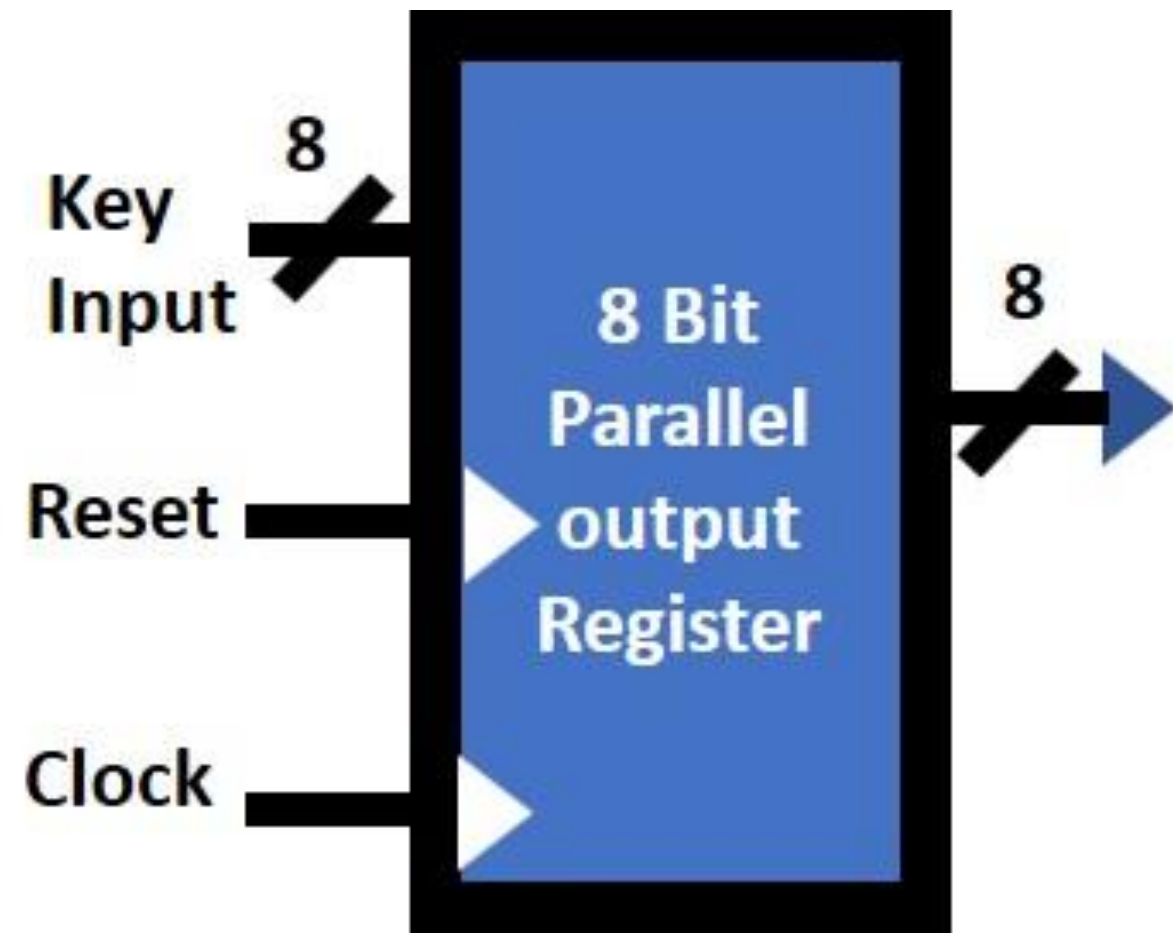 8
Key
Input
8
8 Bit
Parallel
output
Register
Reset
Clock